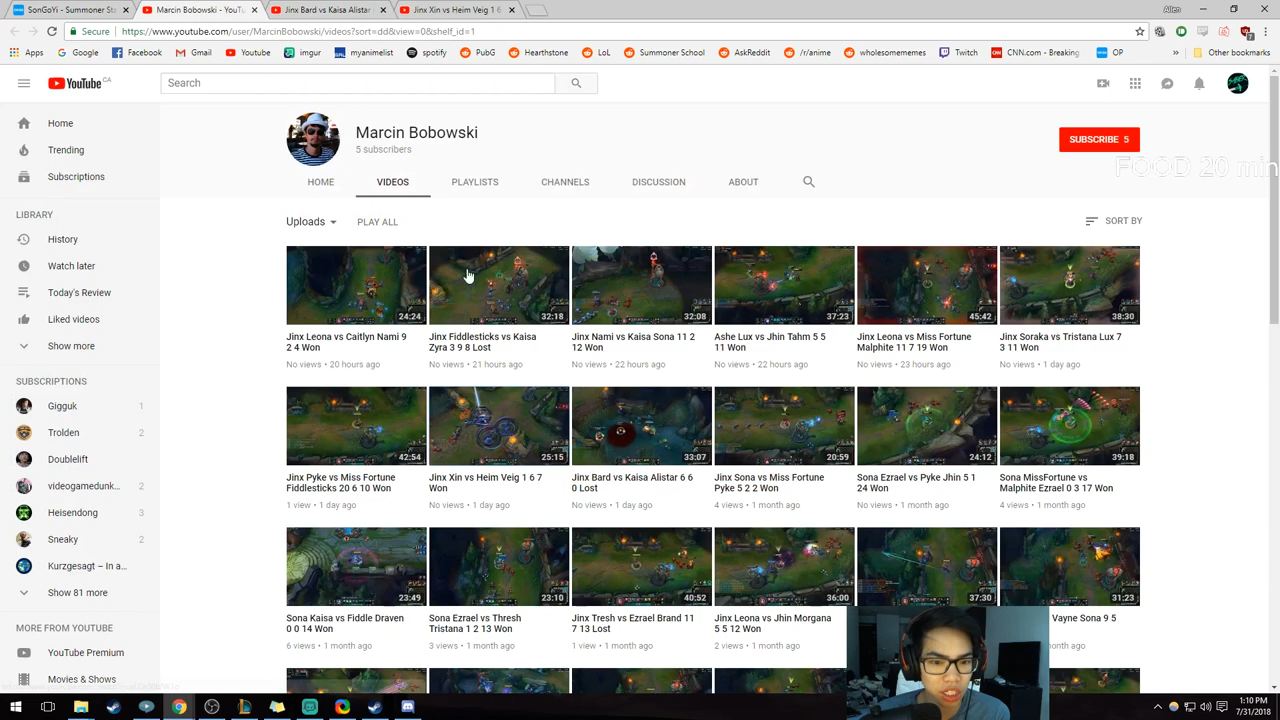 SonGoYi - Summoner St
Marcin Bobowski - YouTu
Jinx Bard vs Kaisa Alistar
Jinx Xin vs Heim Veig 1 6
Allen
Secure
https://www.youtube.com/user/MarcinBobowski/videos?sort=dd&view=0&shelf_id=1
Apps
Google
Facebook
Gmail
Youtube
imgur
myanimelist
spotify
PubG
Hearthstone
LoL
Summoner School
AskReddit
/r/anime
wholesomememes
Twitch
CNN.com - Breaking
OP
Other bookmarks
YouTube CA
Search
Home
Trending
Subscriptions
LIBRARY
History
Watch later
Today's Review
Liked videos
Show more
SUBSCRIPTIONS
Gigguk 1
Trolden 2
Doublelift
videogamedunk... 2
Heisendong 3
Sneaky 2
Kurzgesagt – In a...
Show 81 more
MORE FROM YOUTUBE
YouTube Premium
Movies & Shows
Marcin Bobowski
5 subscribers
SUBSCRIBE 5
FOOD 20 min
HOME
VIDEOS
PLAYLISTS
CHANNELS
DISCUSSION
ABOUT
Uploads
PLAY ALL
SORT BY
24:24
32:18
32:08
37:23
45:42
38:30
Jinx Leona vs Caitlyn Nami 9
2 4 Won
No views • 20 hours ago
Jinx Fiddlesticks vs Kaisa
Zyra 3 9 8 Lost
No views • 21 hours ago
Jinx Nami vs Kaisa Sona 11 2
12 Won
No views • 22 hours ago
Ashe Lux vs Jhin Tahm 5 5
11 Won
No views • 22 hours ago
Jinx Leona vs Miss Fortune
Malphite 11 7 19 Won
No views • 23 hours ago
Jinx Soraka vs Tristana Lux 7
3 11 Won
No views • 1 day ago
42:54
25:15
33:07
20:59
24:12
39:18
Jinx Pyke vs Miss Fortune
Fiddlesticks 20 6 10 Won
1 view • 1 day ago
Jinx Xin vs Heim Veig 1 6 7
Won
No views • 1 day ago
Jinx Bard vs Kaisa Alistar 6 6
0 Lost
No views • 1 day ago
Jinx Sona vs Miss Fortune
Pyke 5 2 2 Won
4 views • 1 month ago
Sona Ezrael vs Pyke Jhin 5 1
24 Won
No views • 1 month ago
Sona MissFortune vs
Malphite Ezrael 0 3 17 Won
4 views • 1 month ago
23:49
23:10
40:52
36:00
37:30
31:23
Sona Kaisa vs Fiddle Draven
0 0 14 Won
6 views • 1 month ago
Sona Ezrael vs Thresh
Tristana 1 2 13 Won
3 views • 1 month ago
Jinx Tresh vs Ezrael Brand 11
7 13 Lost
1 view • 1 month ago
Jinx Leona vs Jhin Morgana
5 5 12 Won
2 views • 1 month ago
Vayne Sona 9 5
1 month ago
1:10 PM
7/31/2018